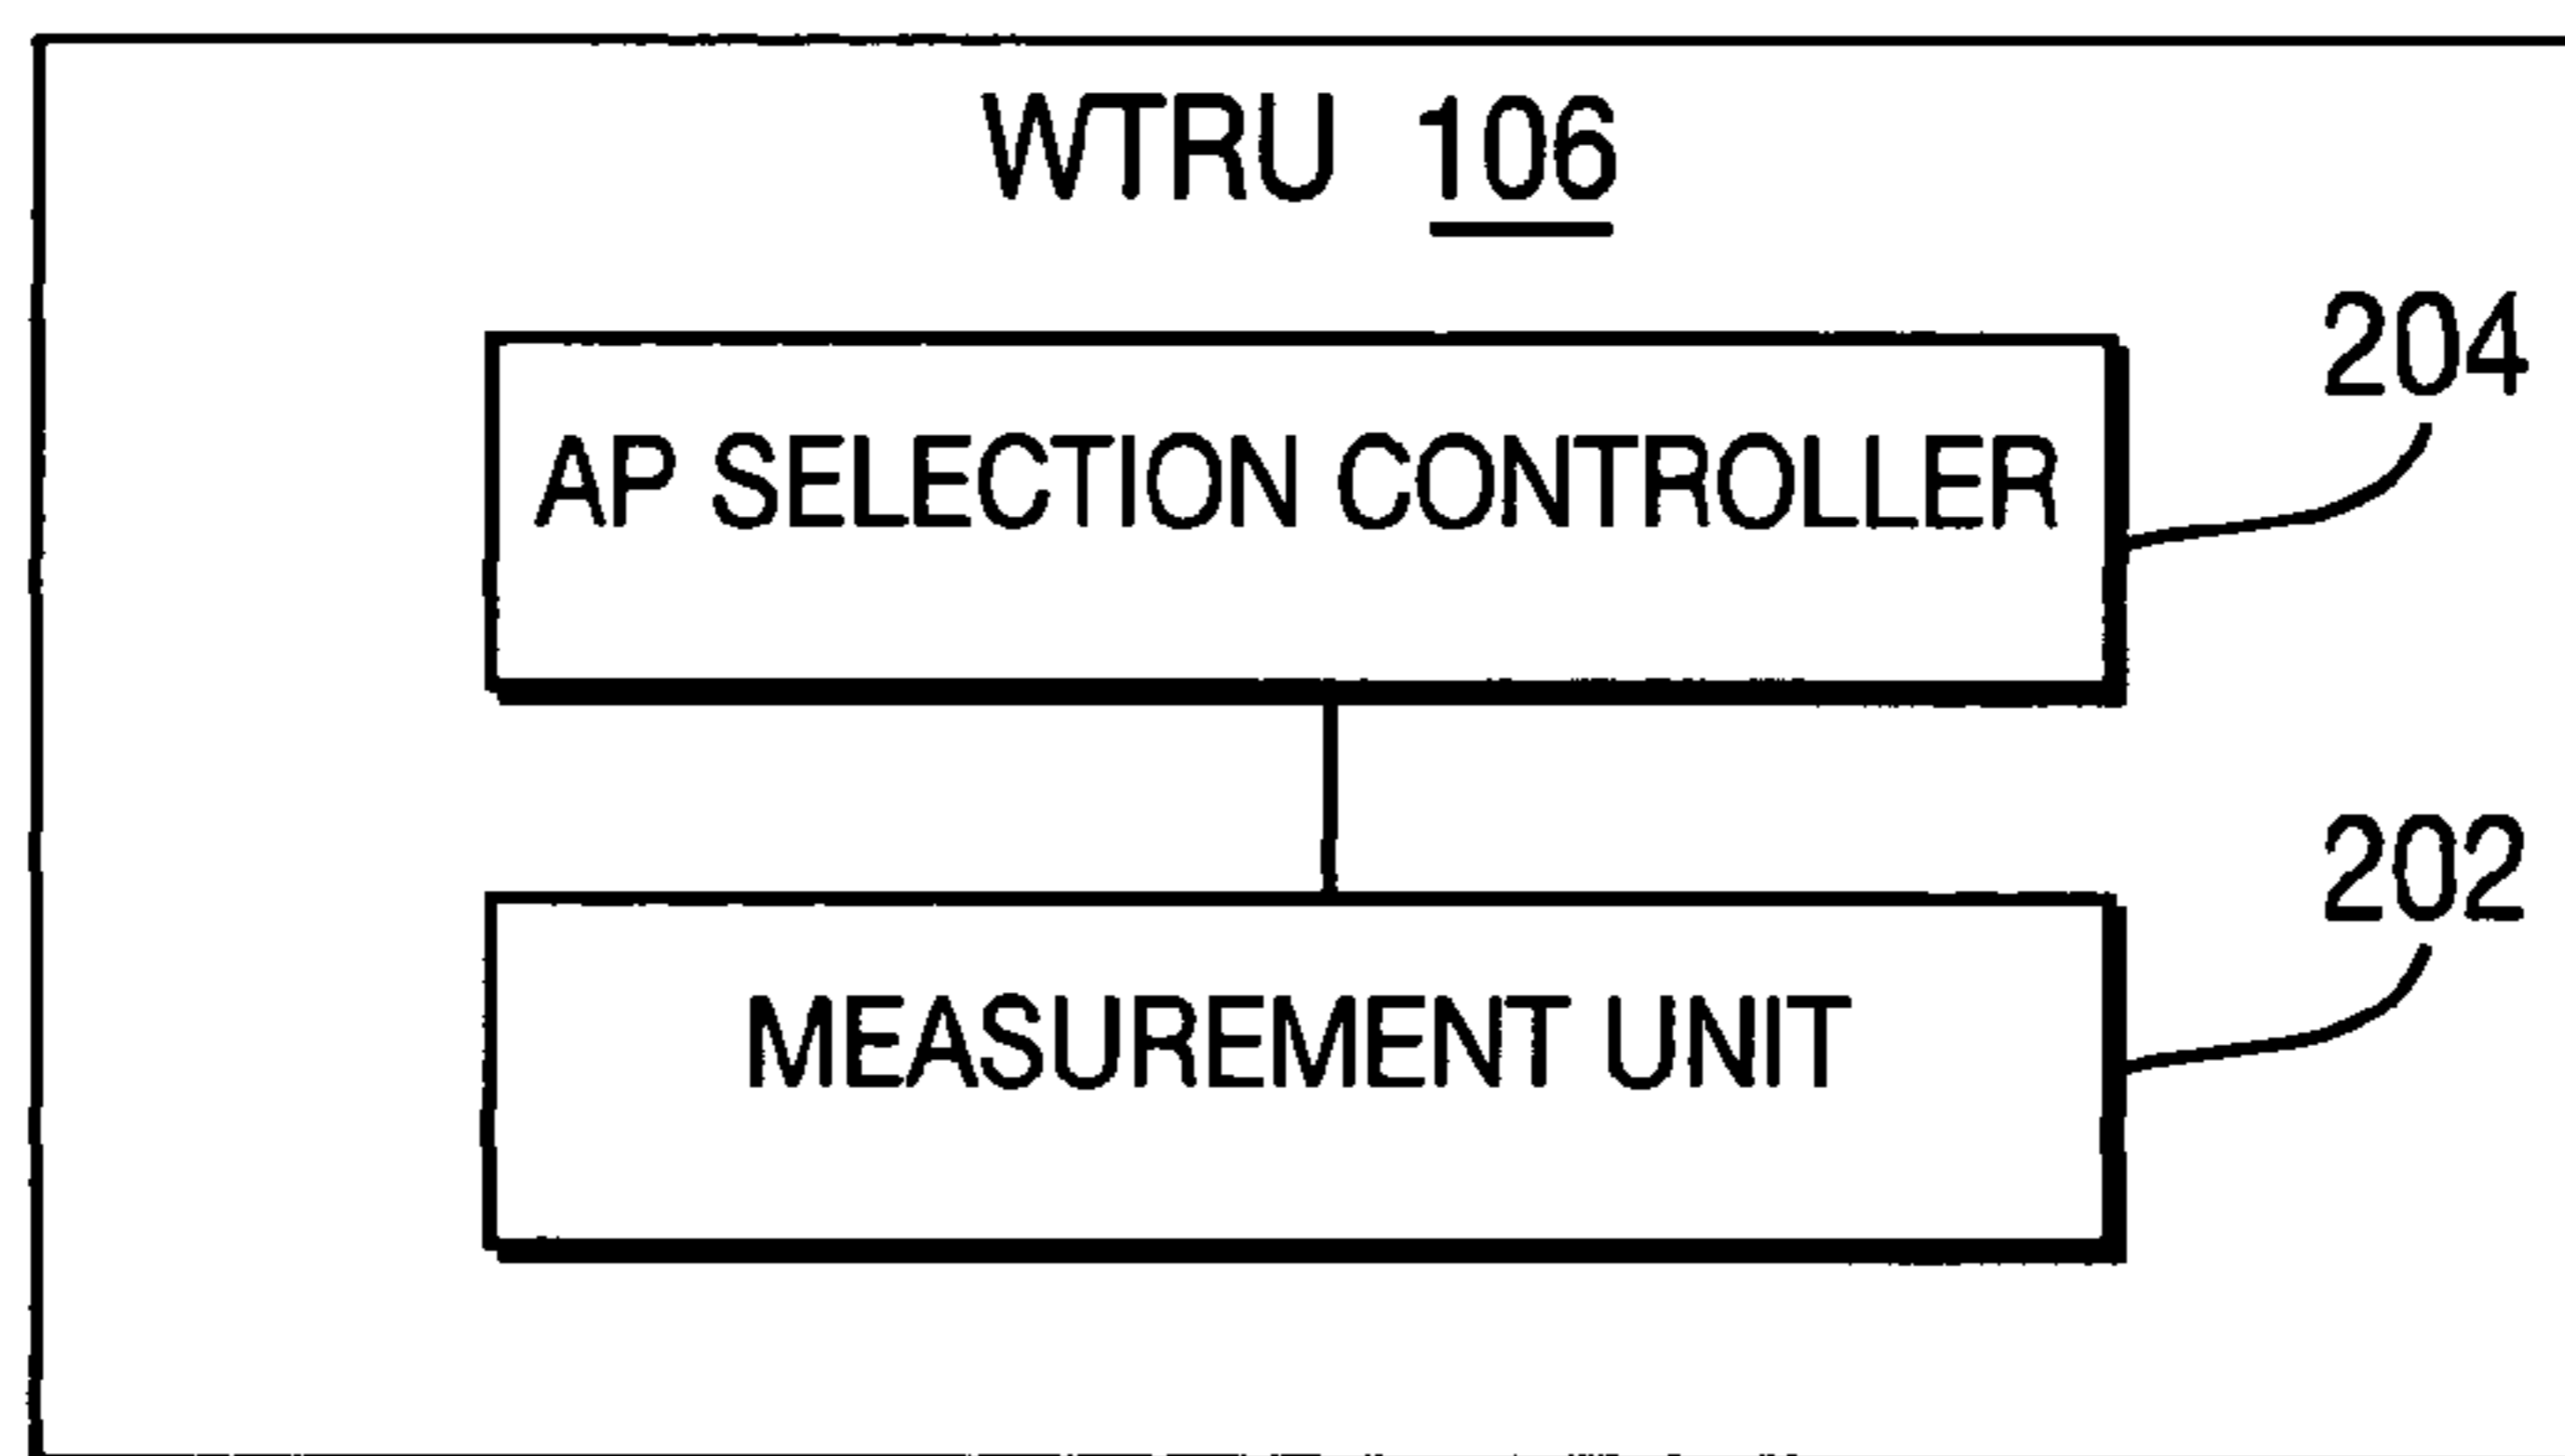 WTRU 106
204
AP SELECTION CONTROLLER
202
MEASUREMENT UNIT